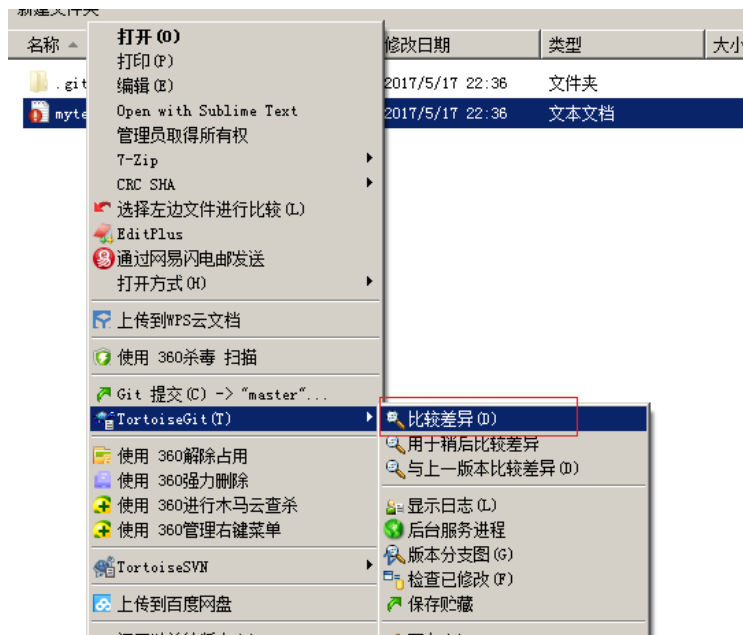 新建文件夹
名称
修改日期
类型
大小
.git
2017/5/17 22:36
文件夹
myte
2017/5/17 22:36
文本文档
打开(O)
打印(P)
编辑(E)
Open with Sublime Text
管理员取得所有权
7-Zip
CRC SHA
选择左边文件进行比较(L)
EditPlus
通过网易闪电邮发送
打开方式(H)
上传到WPS云文档
使用 360杀毒 扫描
Git 提交(C) -> "master"...
TortoiseGit(T)
使用 360解除占用
使用 360强力删除
使用 360进行木马云查杀
使用 360管理右键菜单
TortoiseSVN
上传到百度网盘
比较差异(D)
用于稍后比较差异
与上一版本比较差异(D)
显示日志(L)
后台服务进程
版本分支图(G)
检查已修改(F)
保存贮藏